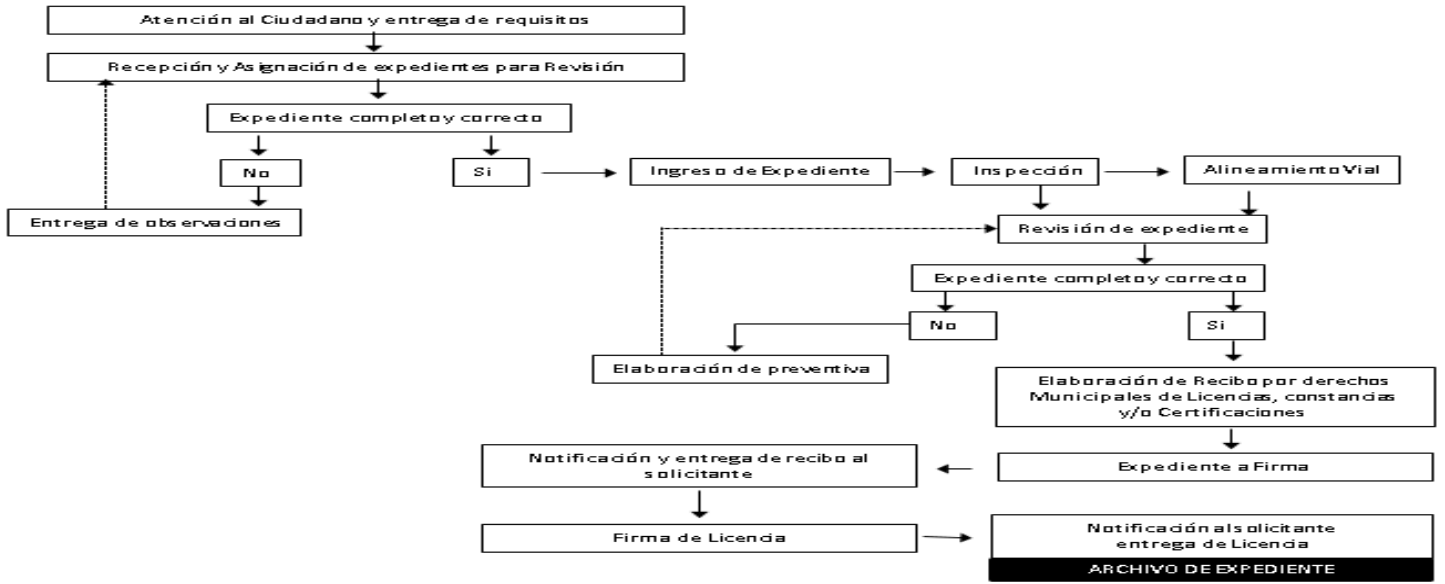 Atención al Ciudadano y entrega de requisitos
Recepción y Asignación de expedientes para Revisión
Expediente completo y correcto
No
Si
Ingreso de Expediente
Inspección
Alineamiento Vial
Entrega de observaciones
Revisión de expediente
Expediente completo y correcto
No
Si
Elaboración de preventiva
Elaboración de Recibo por derechos
Municipales de Licencias, constancias
y/o Certificaciones
Notificación y entrega de recibo al
solicitante
Expediente a Firma
Firma de Licencia
Notificación al solicitante
entrega de Licencia
ARCHIVO DE EXPEDIENTE